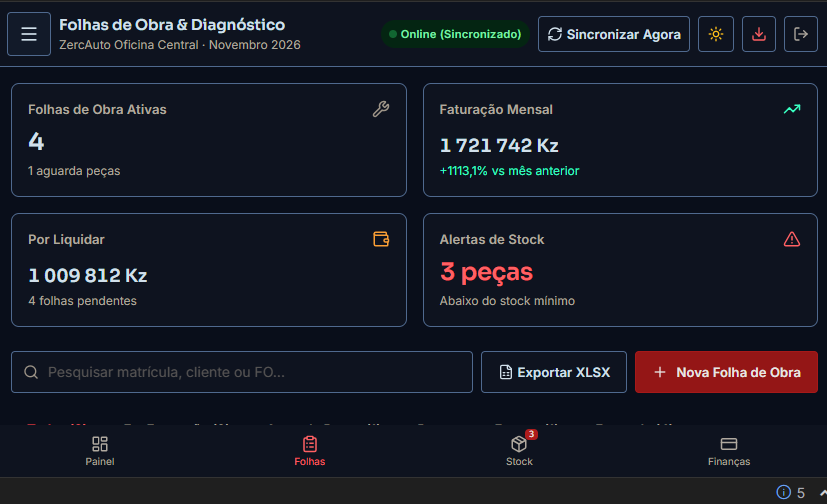 Folhas de Obra & Diagnóstico
ZercAuto Oficina Central · Novembro 2026
Online (Sincronizado)
Sincronizar Agora
Folhas de Obra Ativas
4
1 aguarda peças
Faturação Mensal
1 721 742 Kz
+1113,1% vs mês anterior
Por Liquidar
1 009 812 Kz
4 folhas pendentes
Alertas de Stock
3 peças
Abaixo do stock mínimo
Pesquisar matrícula, cliente ou FO...
Exportar XLSX
+ Nova Folha de Obra
Painel
Folhas
3
Stock
Finanças
5